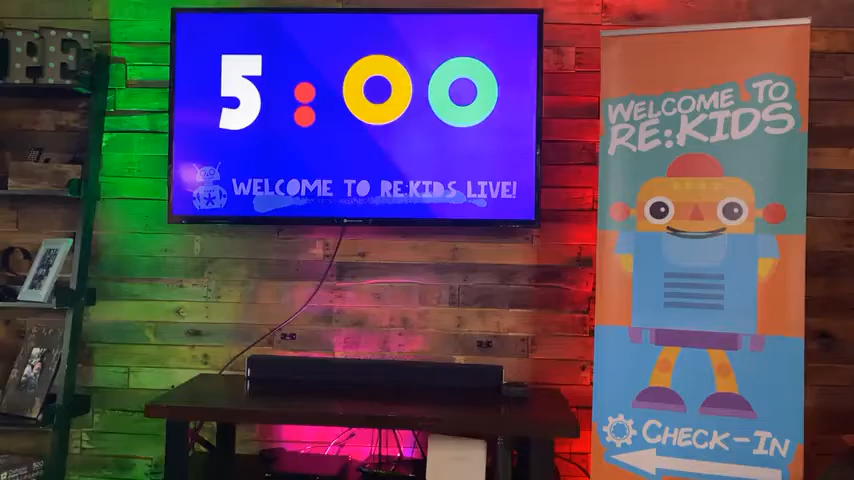 5:00
WELCOME TO RE:KIDS LIVE!
WELCOME TO
RE:KIDS
CHECK-IN